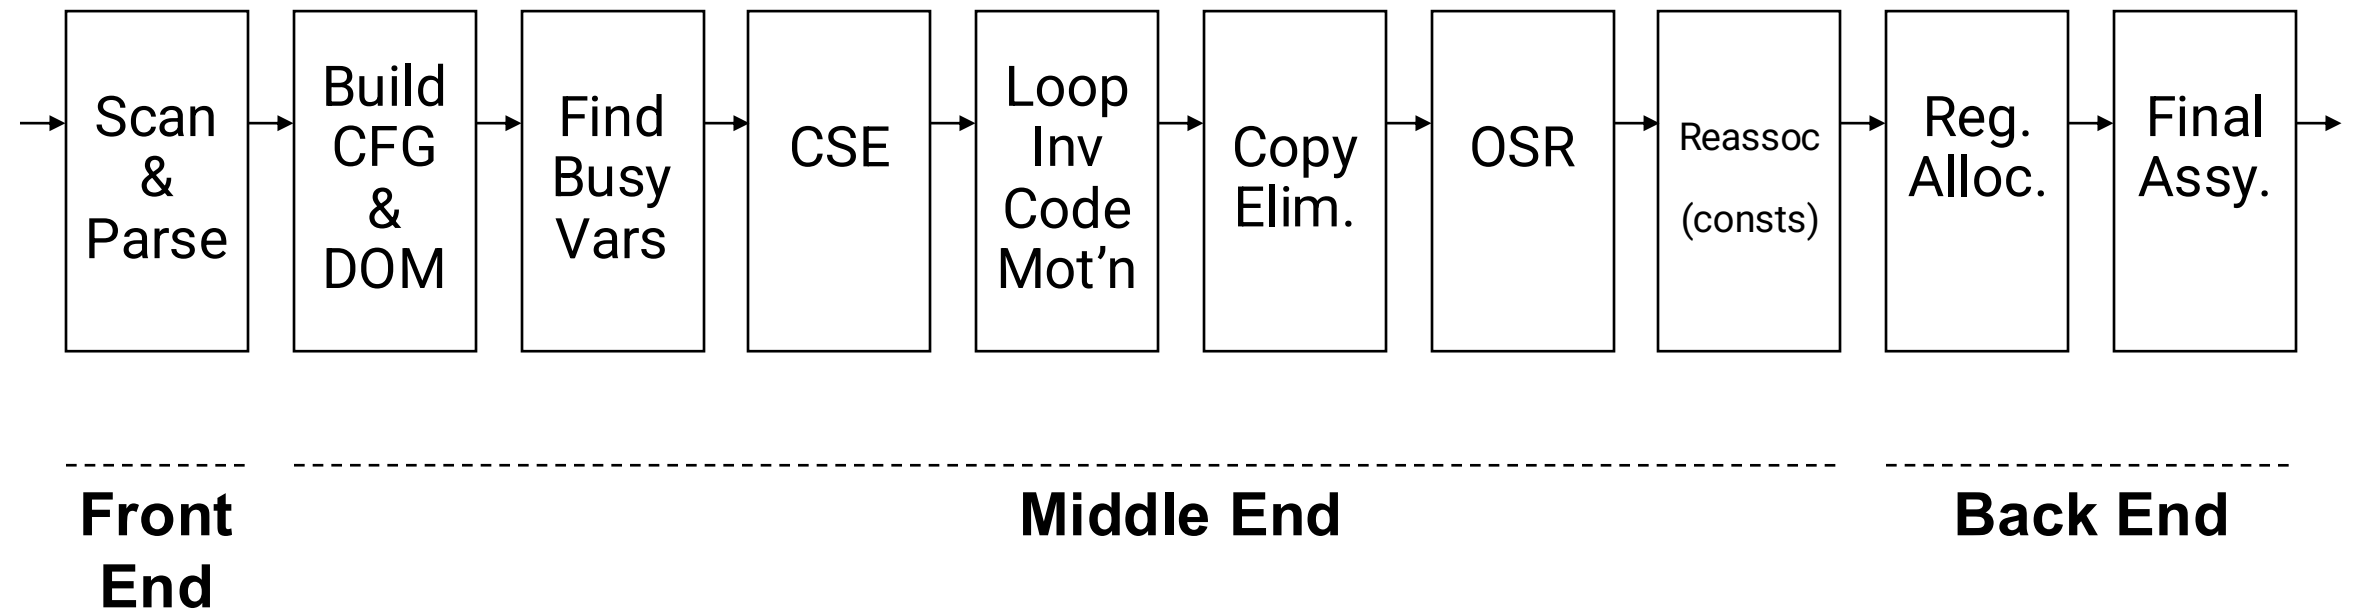 Scan
&
Parse
Build
CFG
&
DOM
Find
Busy
Vars
CSE
Loop
Inv
Code
Mot’n
Copy
Elim.
OSR
Reassoc
(consts)
Reg.
Alloc.
Final
Assy.
Front
End
Middle End
Back End